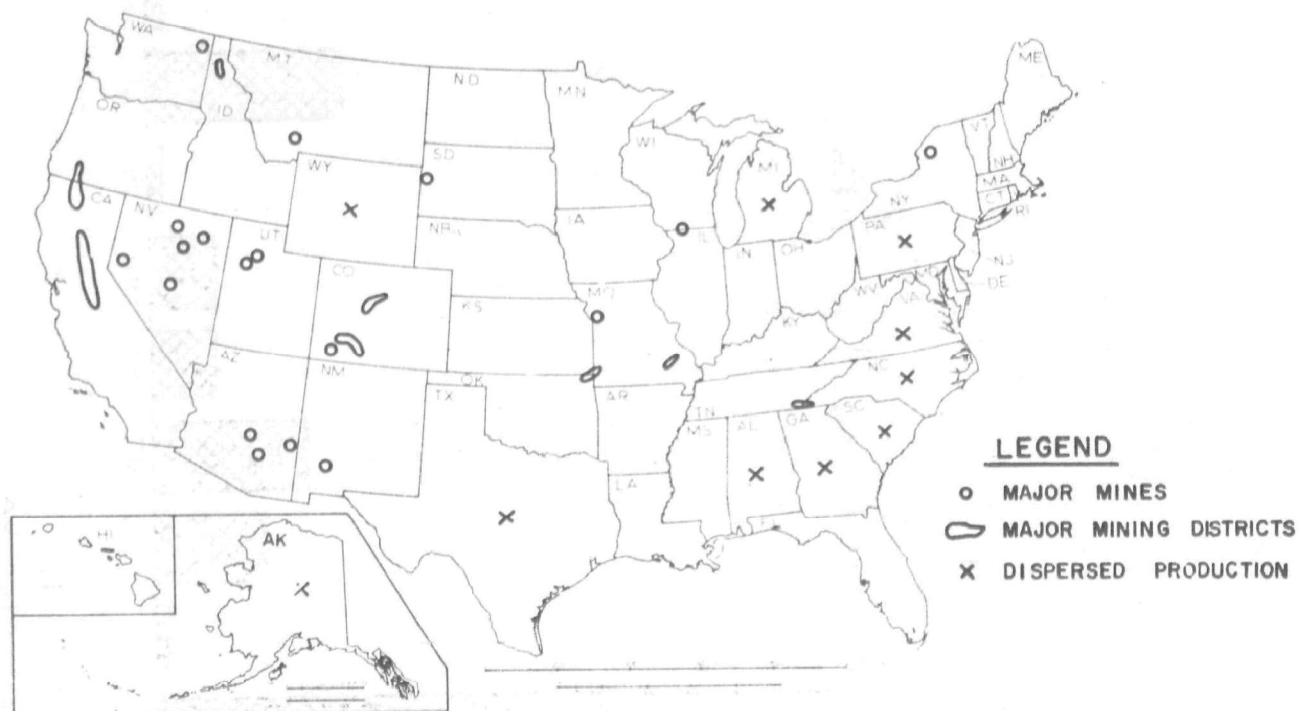 WA
MT
ND
MN
ME
OR
ID
WI
VT
SD
MI
NH
WY
MA
CA
NV
NY
CT
RI
IA
NB
UT
PA
IL
IN
OH
NJ
CO
MD
DE
MO
WV
VA
KS
KY
AZ
NC
NM
OK
TX
AR
TN
SC
MS
AL
GA
LEGEND
MAJOR MINES
LA
MAJOR MINING DISTRICTS
HI
AK
DISPERSED PRODUCTION